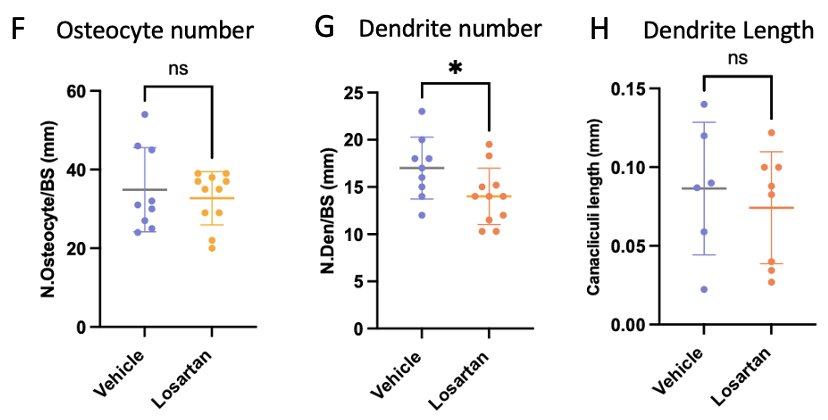 F Osteocyte number
ns
N.Osteocyte/BS (mm)
60
40
20
0
Vehicle
Losartan
G Dendrite number
*
N.Den/BS (mm)
25
20
15
10
5
0
Vehicle
Losartan
H Dendrite Length
ns
Canacliculi length (mm)
0.15
0.10
0.05
0.00
Vehicle
Losartan